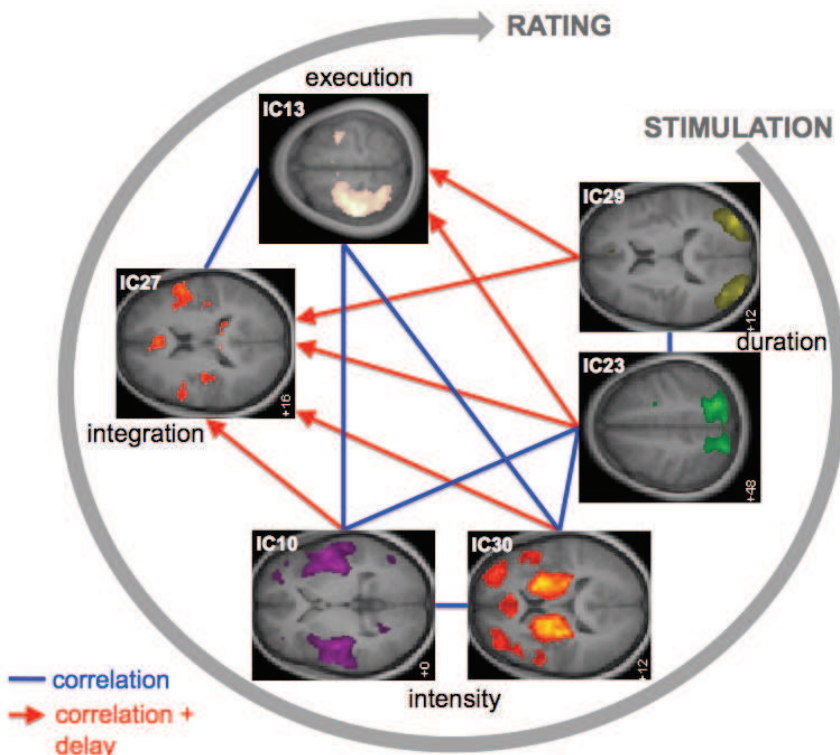 RATING
execution
IC13
STIMULATION
IC29
+12
IC27
+16
duration
IC23
+48
integration
IC10
+0
IC30
+12
intensity
correlation
correlation +
delay